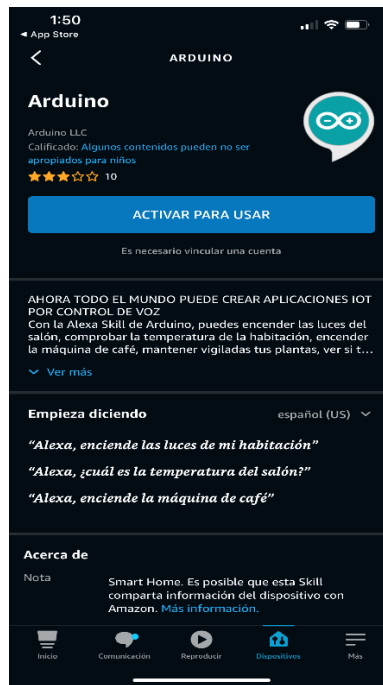 1:50
◄ App Store
ARDUINO
Arduino
Arduino LLC
Calificado: Algunos contenidos pueden no ser
apropiados para niños
10
ACTIVAR PARA USAR
Es necesario vincular una cuenta
AHORA TODO EL MUNDO PUEDE CREAR APLICACIONES IOT
POR CONTROL DE VOZ
Con la Alexa Skill de Arduino, puedes encender las luces del
salón, comprobar la temperatura de la habitación, encender
la máquina de café, mantener vigiladas tus plantas, ver si t...
Ver más
Empieza diciendo español (US)
“Alexa, enciende las luces de mi habitación”
“Alexa, ¿cuál es la temperatura del salón?”
“Alexa, enciende la máquina de café”
Acerca de
Nota Smart Home. Es posible que esta Skill
comparta información del dispositivo con
Amazon. Más información.
Inicio Comunicación Reproducir Dispositivos Más